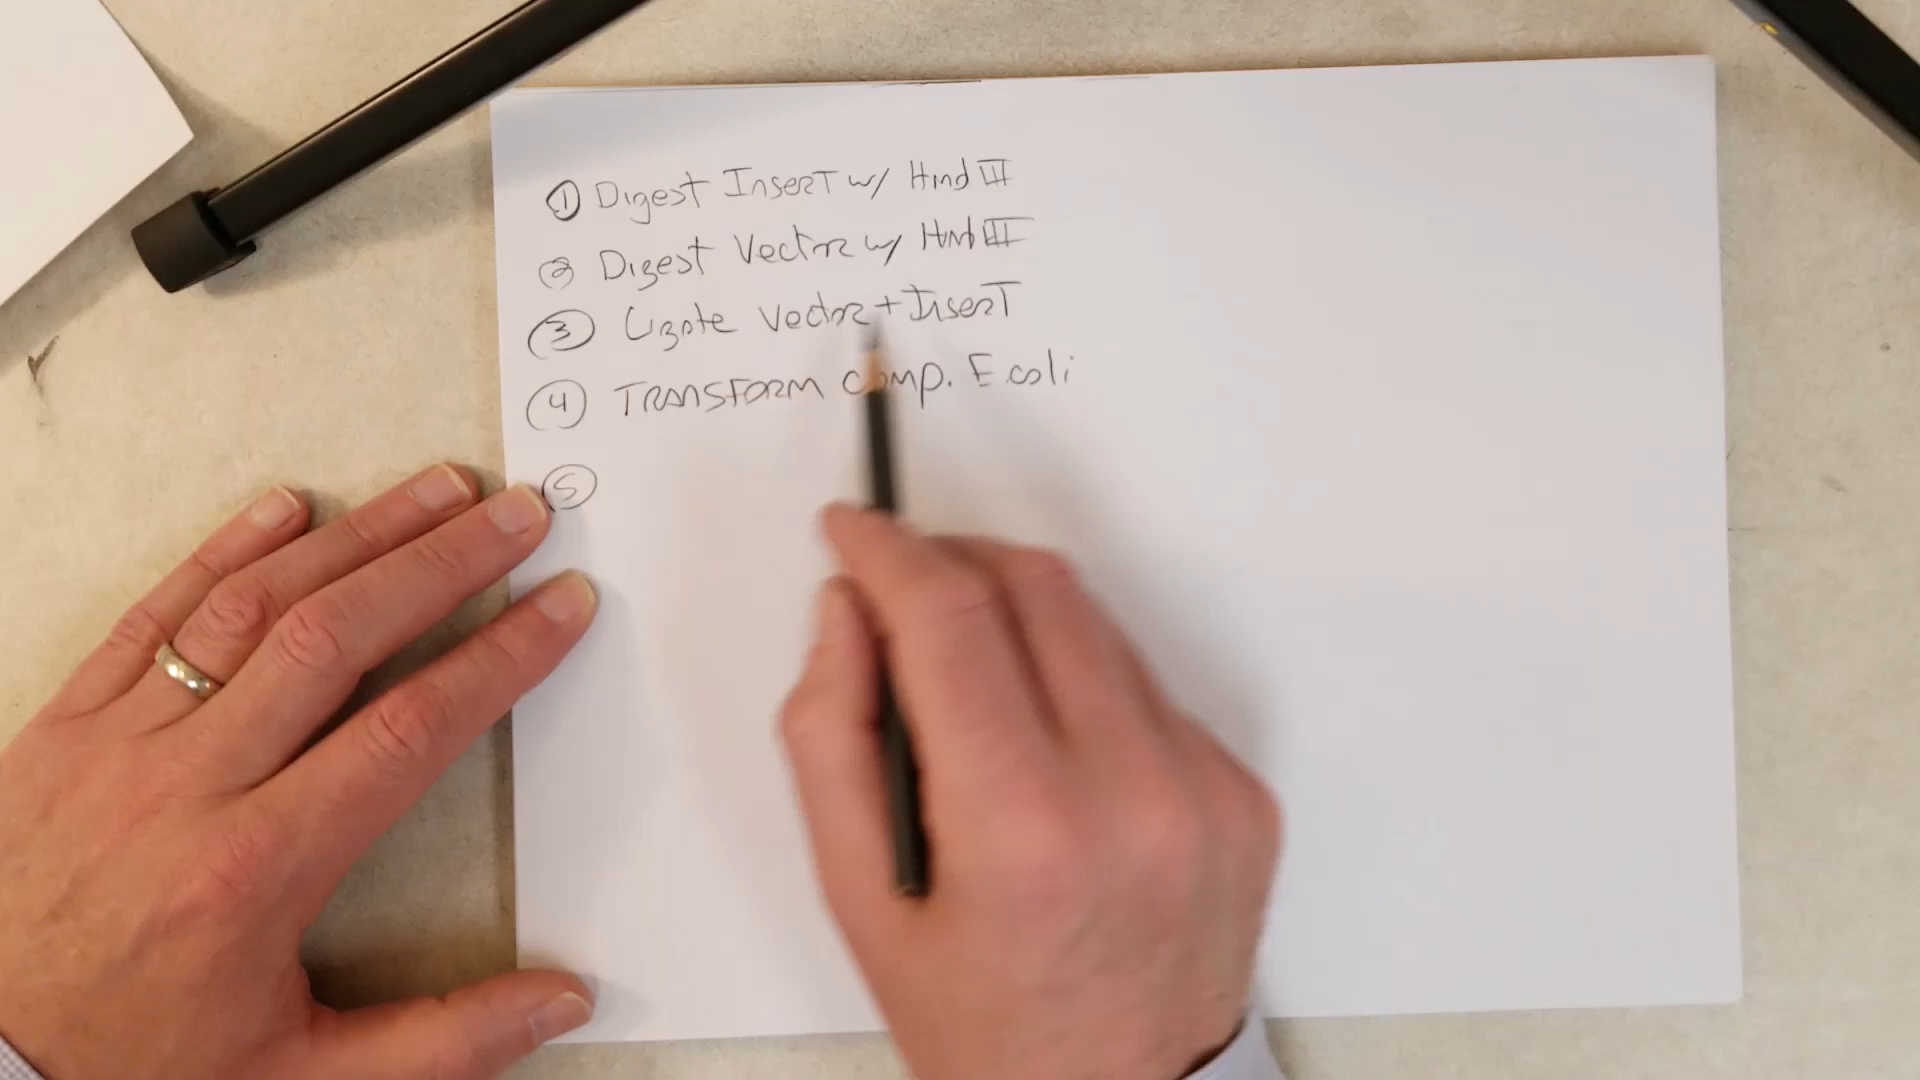 ① Digest Insert w/ Hind III
② Digest Vector w/ Hind III
③ Ligate Vector + Insert
④ TRANSFORM comp. E.coli
⑤